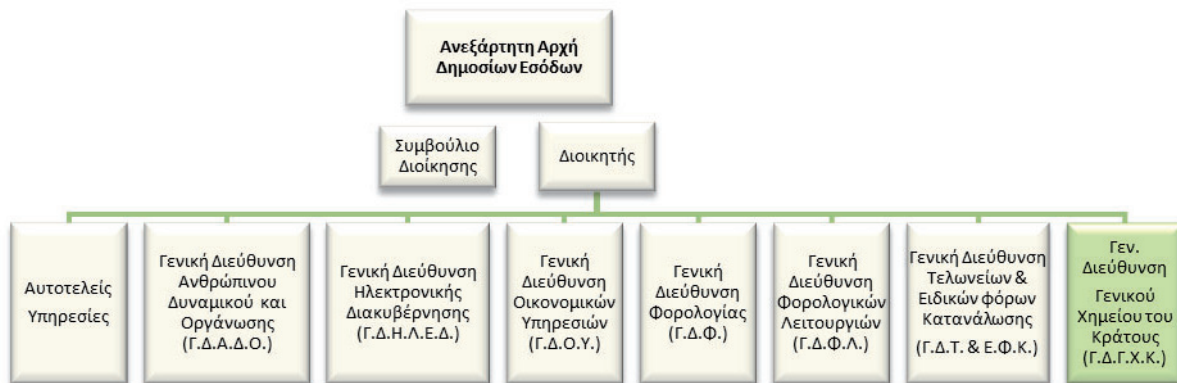 Ανεξάρτητη Αρχή
Δημοσίων Εσόδων
Συμβούλιο
Διοίκησης
Διοικητής
Αυτοτελείς
Υπηρεσίες
Γενική Διεύθυνση
Ανθρώπινου
Δυναμικού και
Οργάνωσης
(Γ.Δ.Α.Δ.Ο.)
Γενική Διεύθυνση
Ηλεκτρονικής
Διακυβέρνησης
(Γ.Δ.Η.Λ.Ε.Δ.)
Γενική
Διεύθυνση
Οικονομικών
Υπηρεσιών
(Γ.Δ.Ο.Υ.)
Γενική
Διεύθυνση
Φορολογίας
(Γ.Δ.Φ.)
Γενική
Διεύθυνση
Φορολογικών
Λειτουργιών
(Γ.Δ.Φ.Λ.)
Γενική Διεύθυνση
Τελωνείων &
Ειδικών φόρων
Κατανάλωσης
(Γ.Δ.Τ. & Ε.Φ.Κ.)
Γεν.
Διεύθυνση
Γενικού
Χημείου του
Κράτους
(Γ.Δ.Γ.Χ.Κ.)